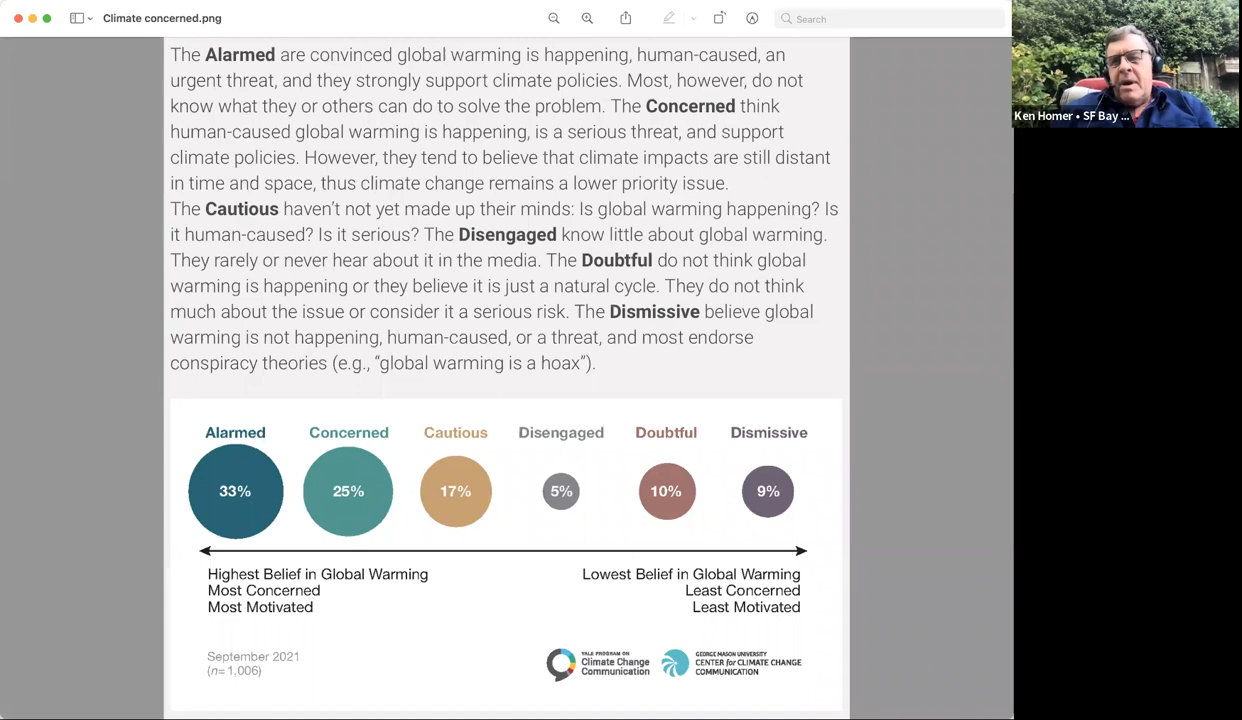 Climate concerned.png
Search
The Alarmed are convinced global warming is happening, human-caused, an
urgent threat, and they strongly support climate policies. Most, however, do not
know what they or others can do to solve the problem. The Concerned think
human-caused global warming is happening, is a serious threat, and support
climate policies. However, they tend to believe that climate impacts are still distant
in time and space, thus climate change remains a lower priority issue.
The Cautious haven’t not yet made up their minds: Is global warming happening? Is
it human-caused? Is it serious? The Disengaged know little about global warming.
They rarely or never hear about it in the media. The Doubtful do not think global
warming is happening or they believe it is just a natural cycle. They do not think
much about the issue or consider it a serious risk. The Dismissive believe global
warming is not happening, human-caused, or a threat, and most endorse
conspiracy theories (e.g., “global warming is a hoax”).
Ken Homer • SF Bay ...
Alarmed Concerned Cautious Disengaged Doubtful Dismissive
33% 25% 17% 5% 10% 9%
Highest Belief in Global Warming
Most Concerned
Most Motivated
Lowest Belief in Global Warming
Least Concerned
Least Motivated
September 2021
(n=1,006)
YALE PROGRAM ON
Climate Change
Communication
GEORGE MASON UNIVERSITY
CENTER for CLIMATE CHANGE
COMMUNICATION